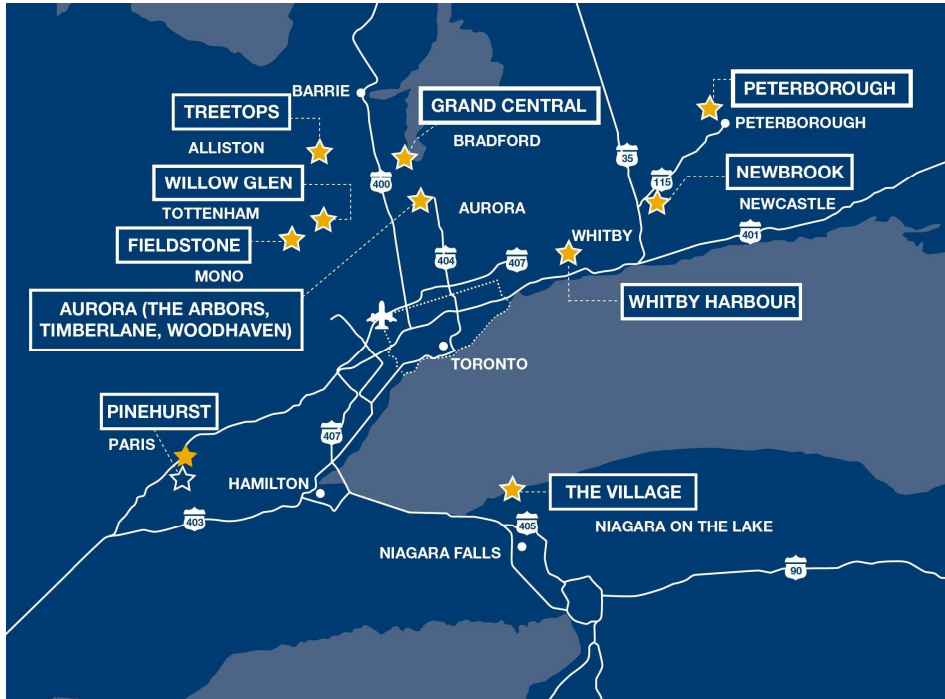 BARRIE
TREETOPS
ALLISTON
GRAND CENTRAL
BRADFORD
PETERBOROUGH
PETERBOROUGH
35
400
115
WILLOW GLEN
TOTTENHAM
NEWBROOK
NEWCASTLE
AURORA
FIELDSTONE
MONO
WHITBY
401
404
407
AURORA (THE ARBORS,
TIMBERLANE, WOODHAVEN)
WHITBY HARBOUR
TORONTO
PINEHURST
PARIS
407
HAMILTON
THE VILLAGE
403
405
NIAGARA ON THE LAKE
NIAGARA FALLS
90